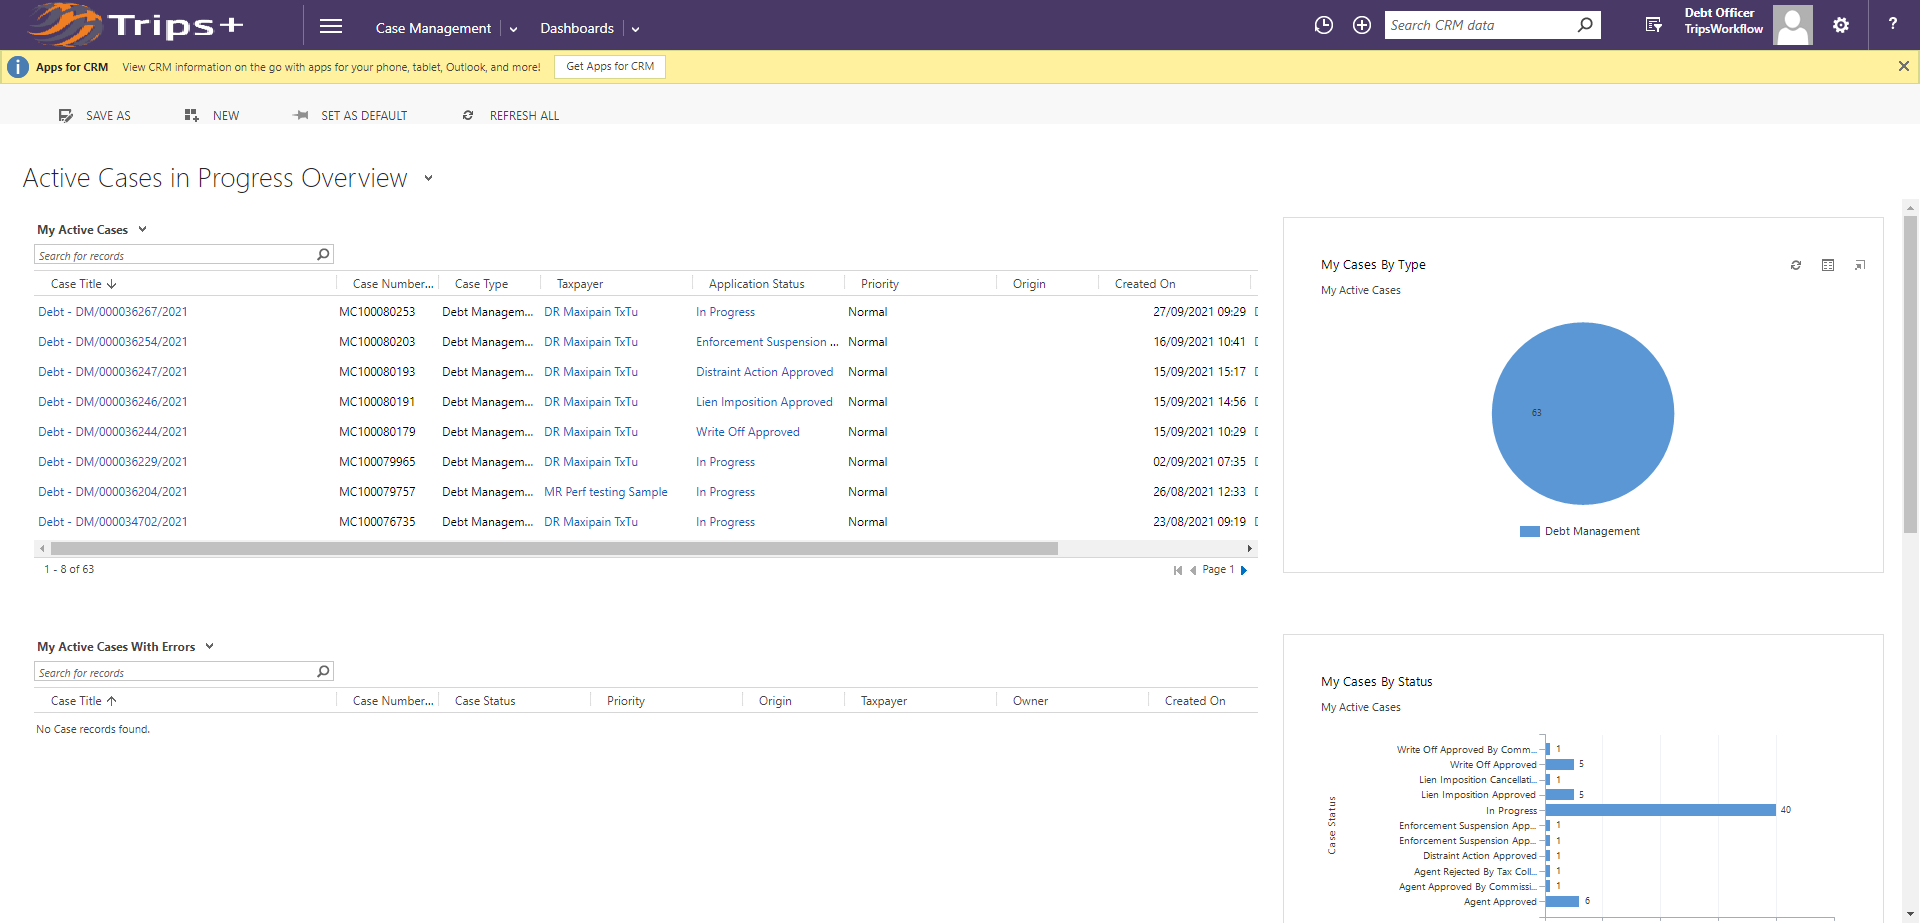 Trips+
Case Management
Dashboards
Search CRM data
Debt Officer
TripsWorkflow
?
Apps for CRM View CRM information on the go with apps for your phone, tablet, Outlook, and more! Get Apps for CRM
SAVE AS NEW SET AS DEFAULT REFRESH ALL
Active Cases in Progress Overview
My Active Cases
Search for records
Case Title Case Number... Case Type Taxpayer Application Status Priority Origin Created On
Debt - DM/000036267/2021 MC100080253 Debt Managem... DR Maxipain TxTu In Progress Normal 27/09/2021 09:29
Debt - DM/000036254/2021 MC100080203 Debt Managem... DR Maxipain TxTu Enforcement Suspension ... Normal 16/09/2021 10:41
Debt - DM/000036247/2021 MC100080193 Debt Managem... DR Maxipain TxTu Distraint Action Approved Normal 15/09/2021 15:17
Debt - DM/000036246/2021 MC100080191 Debt Managem... DR Maxipain TxTu Lien Imposition Approved Normal 15/09/2021 14:56
Debt - DM/000036244/2021 MC100080179 Debt Managem... DR Maxipain TxTu Write Off Approved Normal 15/09/2021 10:29
Debt - DM/000036229/2021 MC100079965 Debt Managem... DR Maxipain TxTu In Progress Normal 02/09/2021 07:35
Debt - DM/000036204/2021 MC100079757 Debt Managem... MR Perf testing Sample In Progress Normal 26/08/2021 12:33
Debt - DM/000034702/2021 MC100076735 Debt Managem... DR Maxipain TxTu In Progress Normal 23/08/2021 09:19
1 - 8 of 63
Page 1
My Cases By Type
My Active Cases
63
Debt Management
My Active Cases With Errors
Search for records
Case Title Case Number... Case Status Priority Origin Taxpayer Owner Created On
No Case records found.
My Cases By Status
My Active Cases
Case Status
Write Off Approved By Comm... 1
Write Off Approved 5
Lien Imposition Cancellati... 1
Lien Imposition Approved 5
In Progress 40
Enforcement Suspension App... 1
Enforcement Suspension App... 1
Distraint Action Approved 1
Agent Rejected By Tax Coll... 1
Agent Approved By Commissi... 1
Agent Approved 6